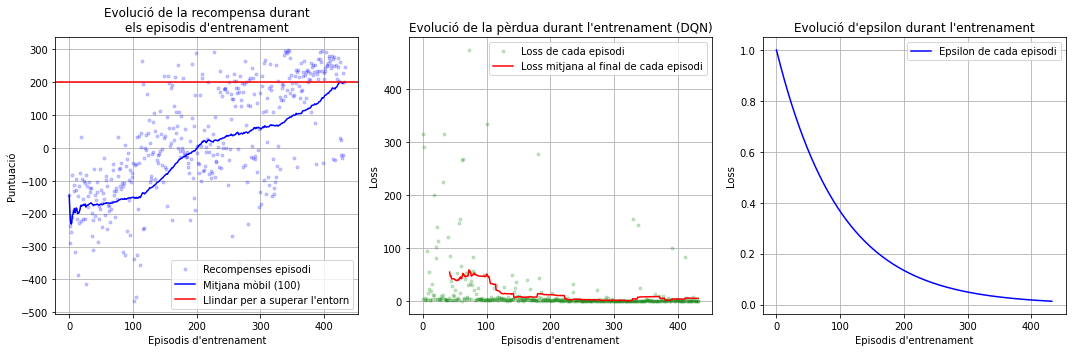 Evolució de la recompensa durant
els episodis d'entrenament
300
200
100
0
−100
−200
−300
−400
−500
Puntuació
0
100
200
300
400
Episodis d'entrenament
Recompenses episodi
Mitjana mòbil (100)
Llindar per a superar l'entorn
Evolució de la pèrdua durant l'entrenament (DQN)
Loss de cada episodi
Loss mitjana al final de cada episodi
400
300
200
100
0
Loss
0
100
200
300
400
Episodis d'entrenament
Evolució d'epsilon durant l'entrenament
Epsilon de cada episodi
1.0
0.8
0.6
0.4
0.2
0.0
Loss
0
100
200
300
400
Episodis d'entrenament